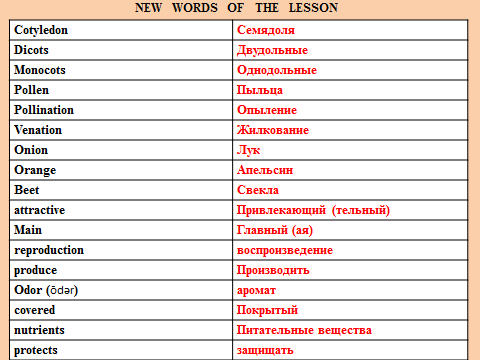 NEW WORDS OF THE LESSON
Cotyledon Семядоля
Dicots Двудольные
Monocots Однодольные
Pollen Пыльца
Pollination Опыление
Venation Жилкование
Onion Лук
Orange Апельсин
Beet Свекла
attractive Привлекающий (тельный)
Main Главный (ая)
reproduction воспроизведение
produce Производить
Odor (ōdər) аромат
covered Покрытый
nutrients Питательные вещества
protects защищать